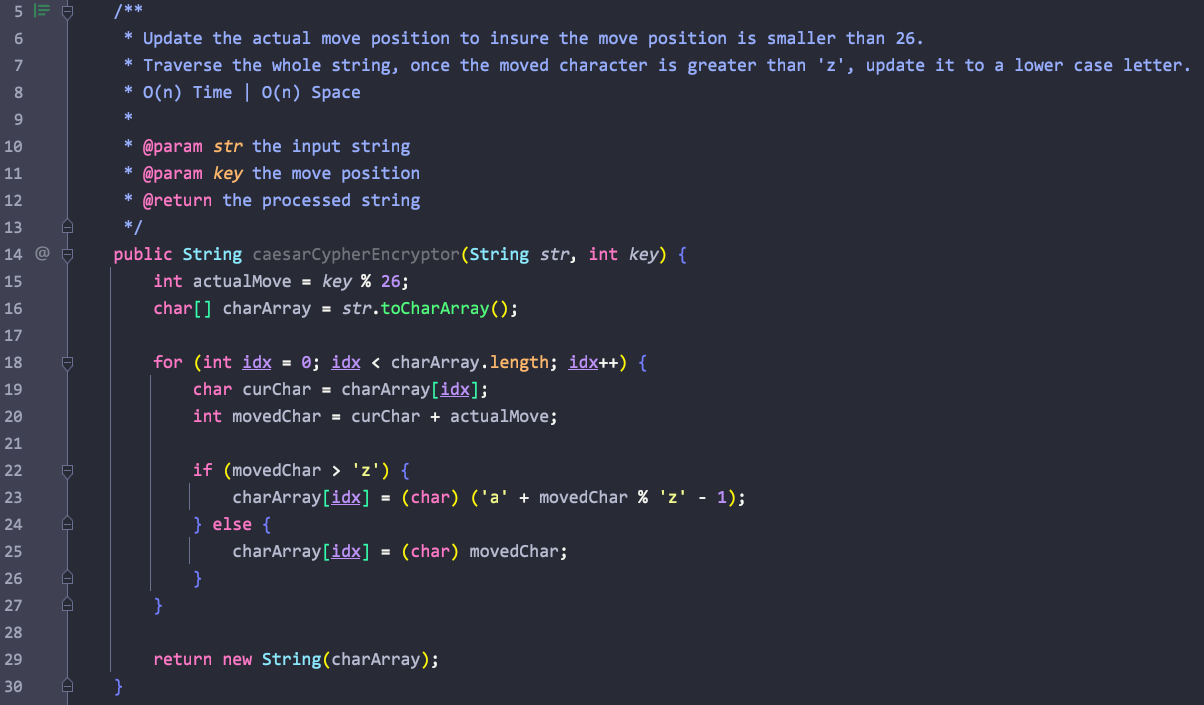 5 /**
6 * Update the actual move position to insure the move position is smaller than 26.
7 * Traverse the whole string, once the moved character is greater than 'z', update it to a lower case letter.
8 * O(n) Time | O(n) Space
9 *
10 * @param str the input string
11 * @param key the move position
12 * @return the processed string
13 */
14 @ public String caesarCypherEncryptor(String str, int key) {
15 int actualMove = key % 26;
16 char[] charArray = str.toCharArray();
17
18 for (int idx = 0; idx < charArray.length; idx++) {
19 char curChar = charArray[idx];
20 int movedChar = curChar + actualMove;
21
22 if (movedChar > 'z') {
23 charArray[idx] = (char) ('a' + movedChar % 'z' - 1);
24 } else {
25 charArray[idx] = (char) movedChar;
26 }
27 }
28
29 return new String(charArray);
30 }